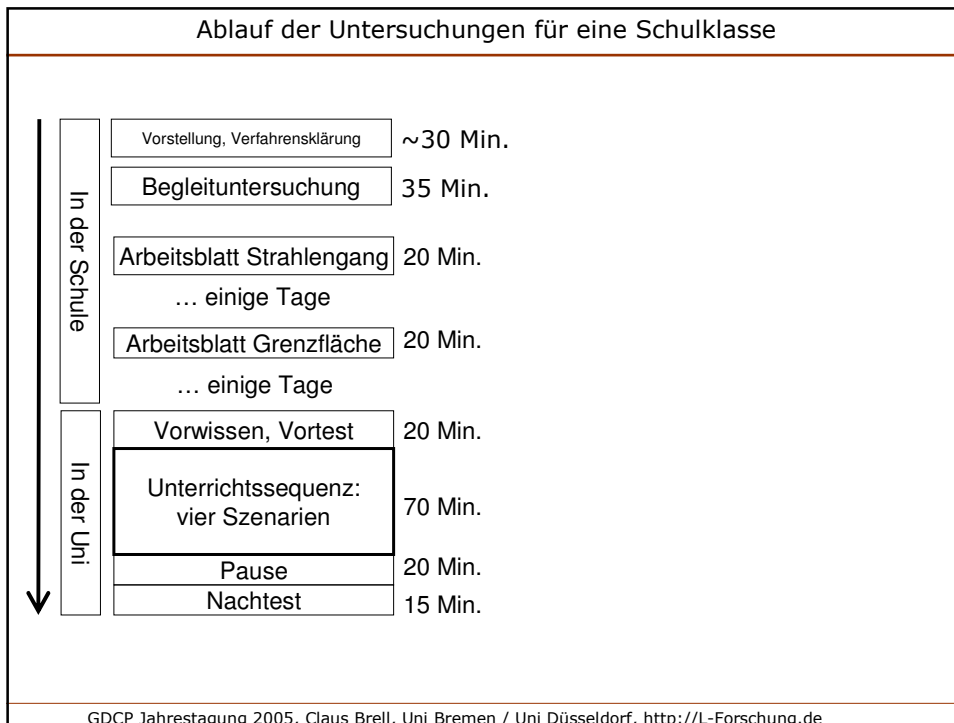 Ablauf der Untersuchungen für eine Schulklasse
In der Schule
Vorstellung, Verfahrensklärung ~30 Min.
Begleituntersuchung 35 Min.
Arbeitsblatt Strahlengang 20 Min.
… einige Tage
Arbeitsblatt Grenzfläche 20 Min.
… einige Tage
In der Uni
Vorwissen, Vortest 20 Min.
Unterrichtssequenz:
vier Szenarien 70 Min.
Pause 20 Min.
Nachtest 15 Min.
GDCP Jahrestagung 2005, Claus Brell, Uni Bremen / Uni Düsseldorf, http://L-Forschung.de